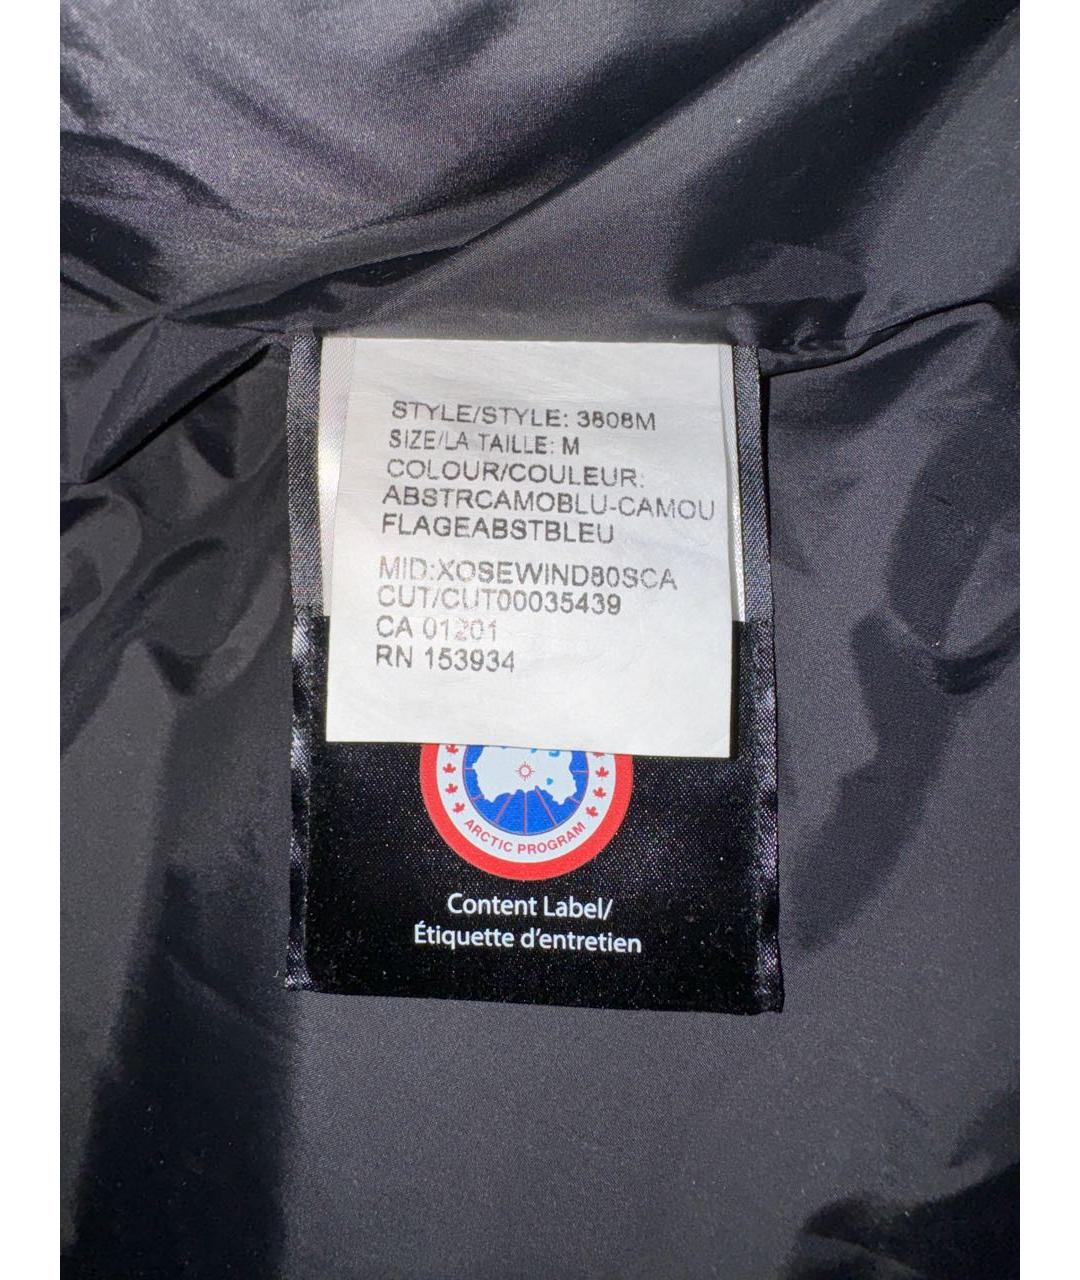 STYLE/STYLE: 3808M
SIZE/LA TAILLE: M
COLOUR/COULEUR:
ABSTRCAMOBLU-CAMOU
FLAGEABSTBLEU
MID:XOSEWIND80SCA
CUT/CUT00035439
CA 01201
RN 153934
ARCTIC PROGRAM
Content Label/
Étiquette d'entretien